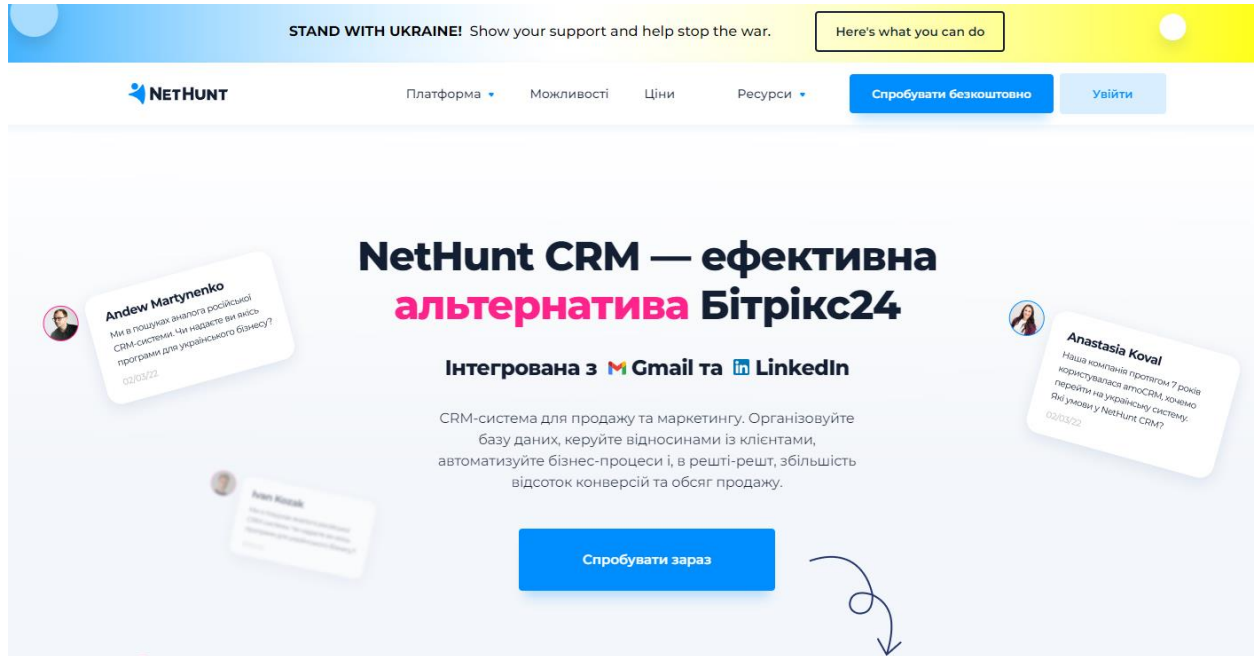 STAND WITH UKRAINE! Show your support and help stop the war.
Here's what you can do
NETHUNT
Платформа
Можливості
Ціни
Ресурси
Спробувати безкоштовно
Увійти
NetHunt CRM — ефективна
альтернатива Бітрікс24
Інтегрована з Gmail та LinkedIn
CRM-система для продажу та маркетингу. Організовуйте
базу даних, керуйте відносинами із клієнтами,
автоматизуйте бізнес-процеси і, в решті-решт, збільшість
відсоток конверсій та обсяг продажу.
Спробувати зараз
Andew Martynenko
Ми в пошуках аналога російської
CRM-системи. Чи надаєте ви якісь
програми для українського бізнесу?
02/03/22
Anastasia Koval
Наша компанія протягом 7 років
користувалася amoCRM, хочемо
перейти на українську систему.
Які умови у NetHunt CRM?
02/03/22
Ivan Kozak